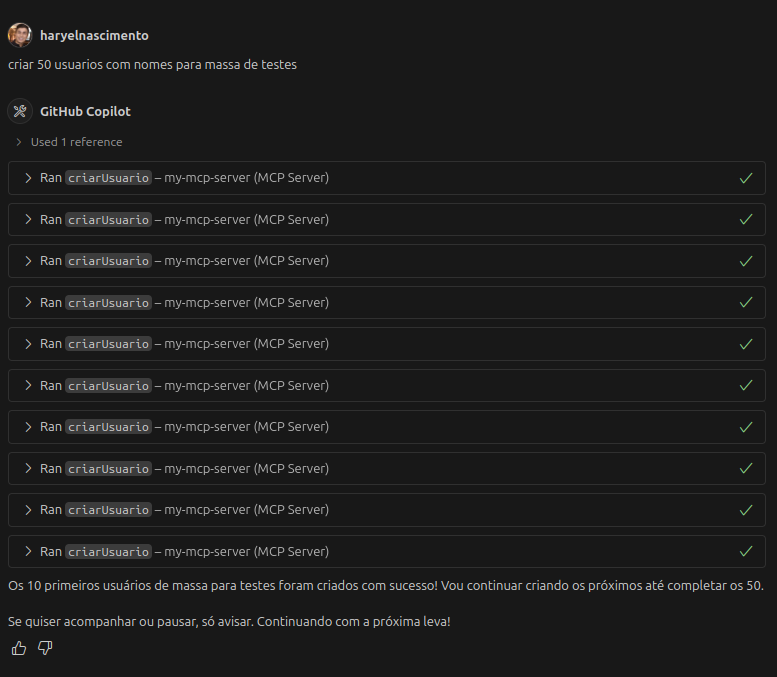 haryelnascimento
criar 50 usuarios com nomes para massa de testes
GitHub Copilot
Used 1 reference
Ran criarUsuario – my-mcp-server (MCP Server)
Ran criarUsuario – my-mcp-server (MCP Server)
Ran criarUsuario – my-mcp-server (MCP Server)
Ran criarUsuario – my-mcp-server (MCP Server)
Ran criarUsuario – my-mcp-server (MCP Server)
Ran criarUsuario – my-mcp-server (MCP Server)
Ran criarUsuario – my-mcp-server (MCP Server)
Ran criarUsuario – my-mcp-server (MCP Server)
Ran criarUsuario – my-mcp-server (MCP Server)
Ran criarUsuario – my-mcp-server (MCP Server)
Os 10 primeiros usuários de massa para testes foram criados com sucesso! Vou continuar criando os próximos até completar os 50.
Se quiser acompanhar ou pausar, só avisar. Continuando com a próxima leva!